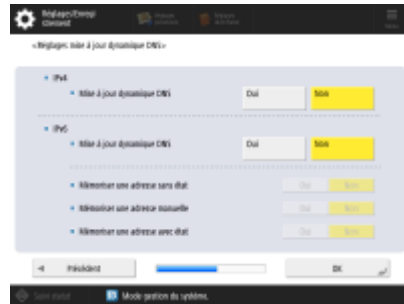 Réglages/Enregi
strement
<Réglages mise à jour dynamique DNS>
IPv4
Mise à jour dynamique DNS Oui Non
IPv6
Mise à jour dynamique DNS Oui Non
Mémoriser une adresse sans état Oui Non
Mémoriser une adresse manuelle Oui Non
Mémoriser une adresse avec état Oui Non
Précédent OK
Suivi statut Mode gestion du système.